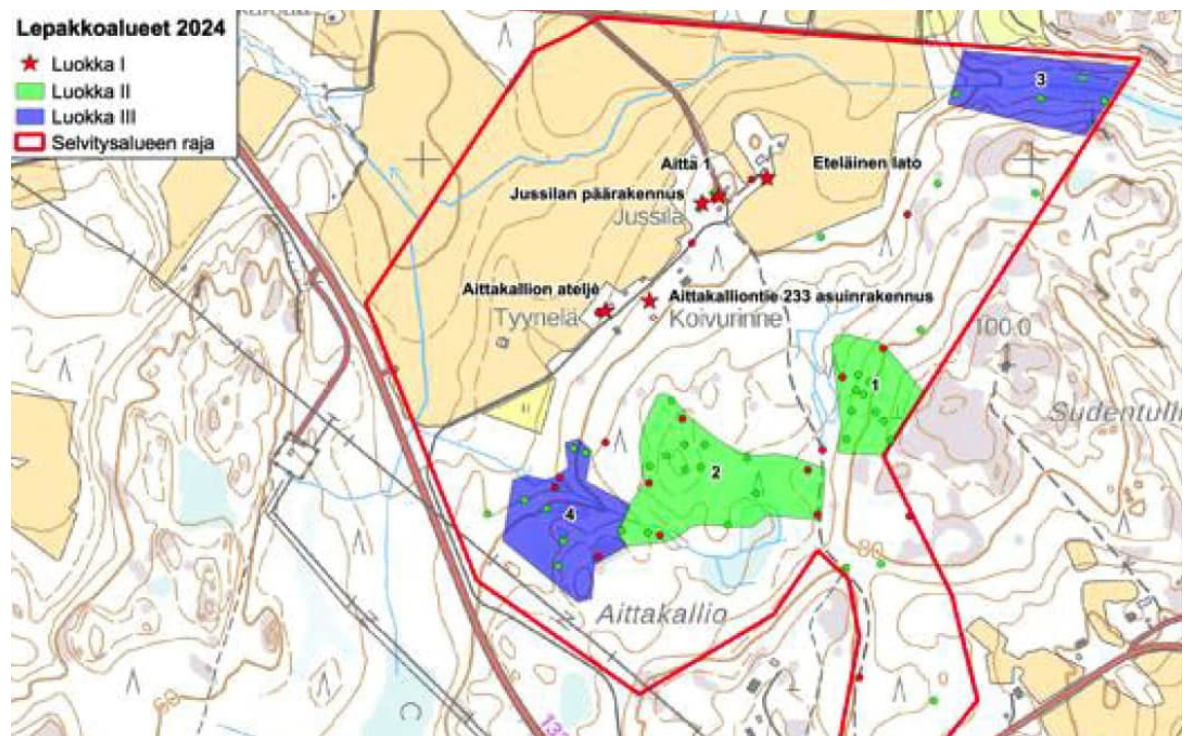 Lepakkoalueet 2024
Luokka I
Luokka II
Luokka III
Selvitysalueen raja
3
Aittä 1
Eteläinen lato
Jussilan päärakennus
Jussila
Aittakallion ateljé
Aittakalliontie 233 asuinrakennus
Tyynelä
Koivurinne
100.0
1
Sudentulli
2
4
80
Aittakallio